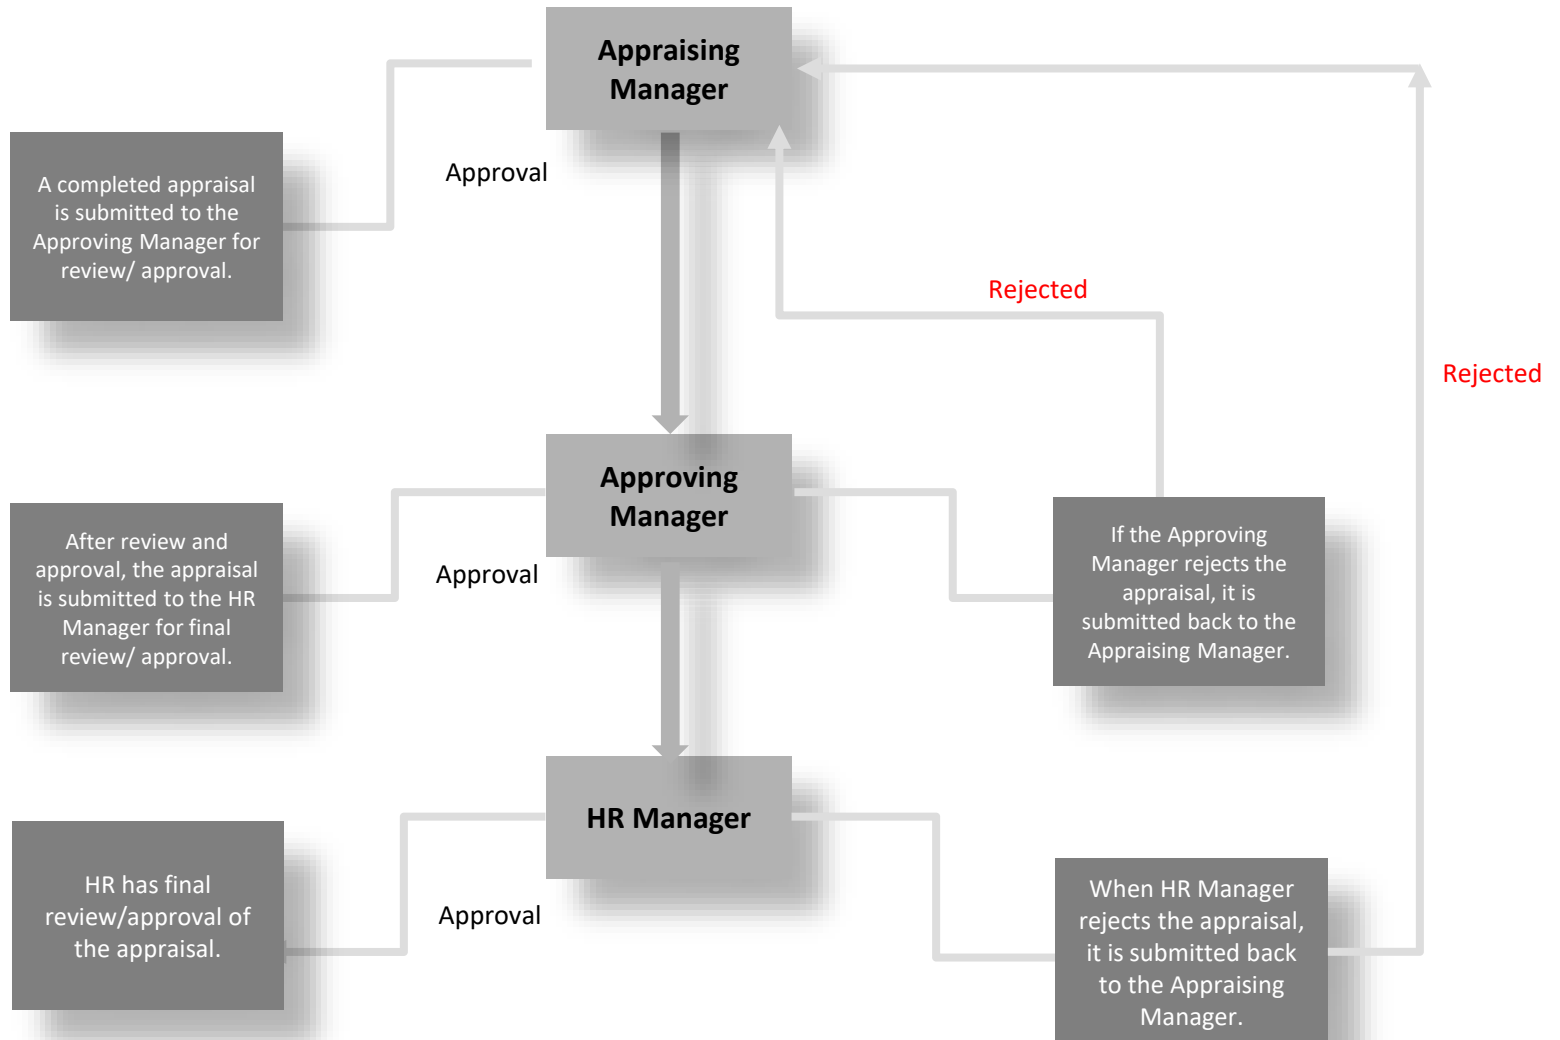 Appraising
Manager
Approval
A completed appraisal
is submitted to the
Approving Manager for
review/ approval.
Rejected
Rejected
Approving
Manager
After review and
approval, the appraisal
is submitted to the HR
Manager for final
review/ approval.
Approval
If the Approving
Manager rejects the
appraisal, it is
submitted back to the
Appraising Manager.
HR Manager
HR has final
review/approval of
the appraisal.
Approval
When HR Manager
rejects the appraisal,
it is submitted back
to the Appraising
Manager.